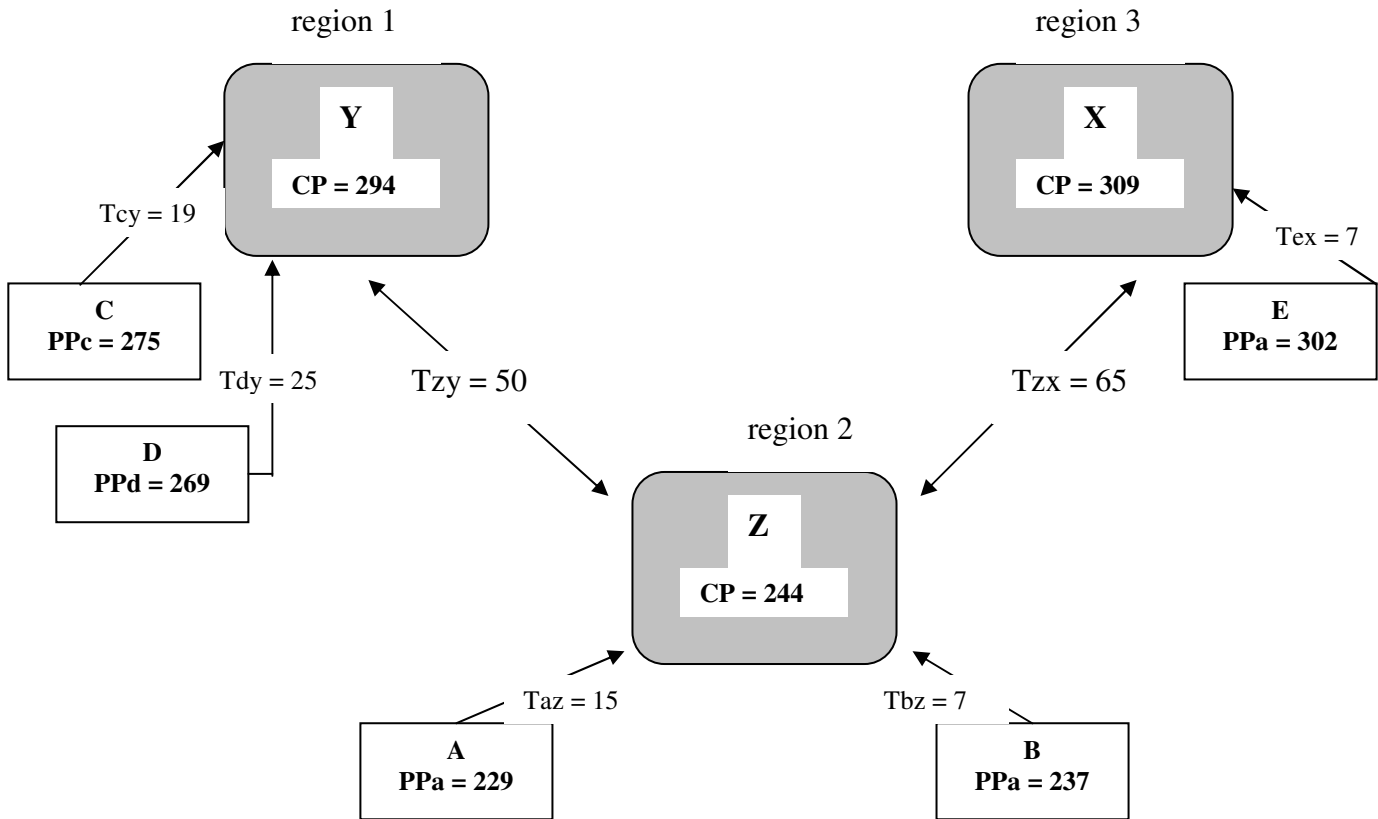 region 1
region 3
Y
CP = 294
X
CP = 309
Tcy = 19
Tex = 7
C
PPc = 275
E
PPa = 302
Tdy = 25
Tzy = 50
Tzx = 65
region 2
D
PPd = 269
Z
CP = 244
Taz = 15
Tbz = 7
A
PPa = 229
B
PPa = 237